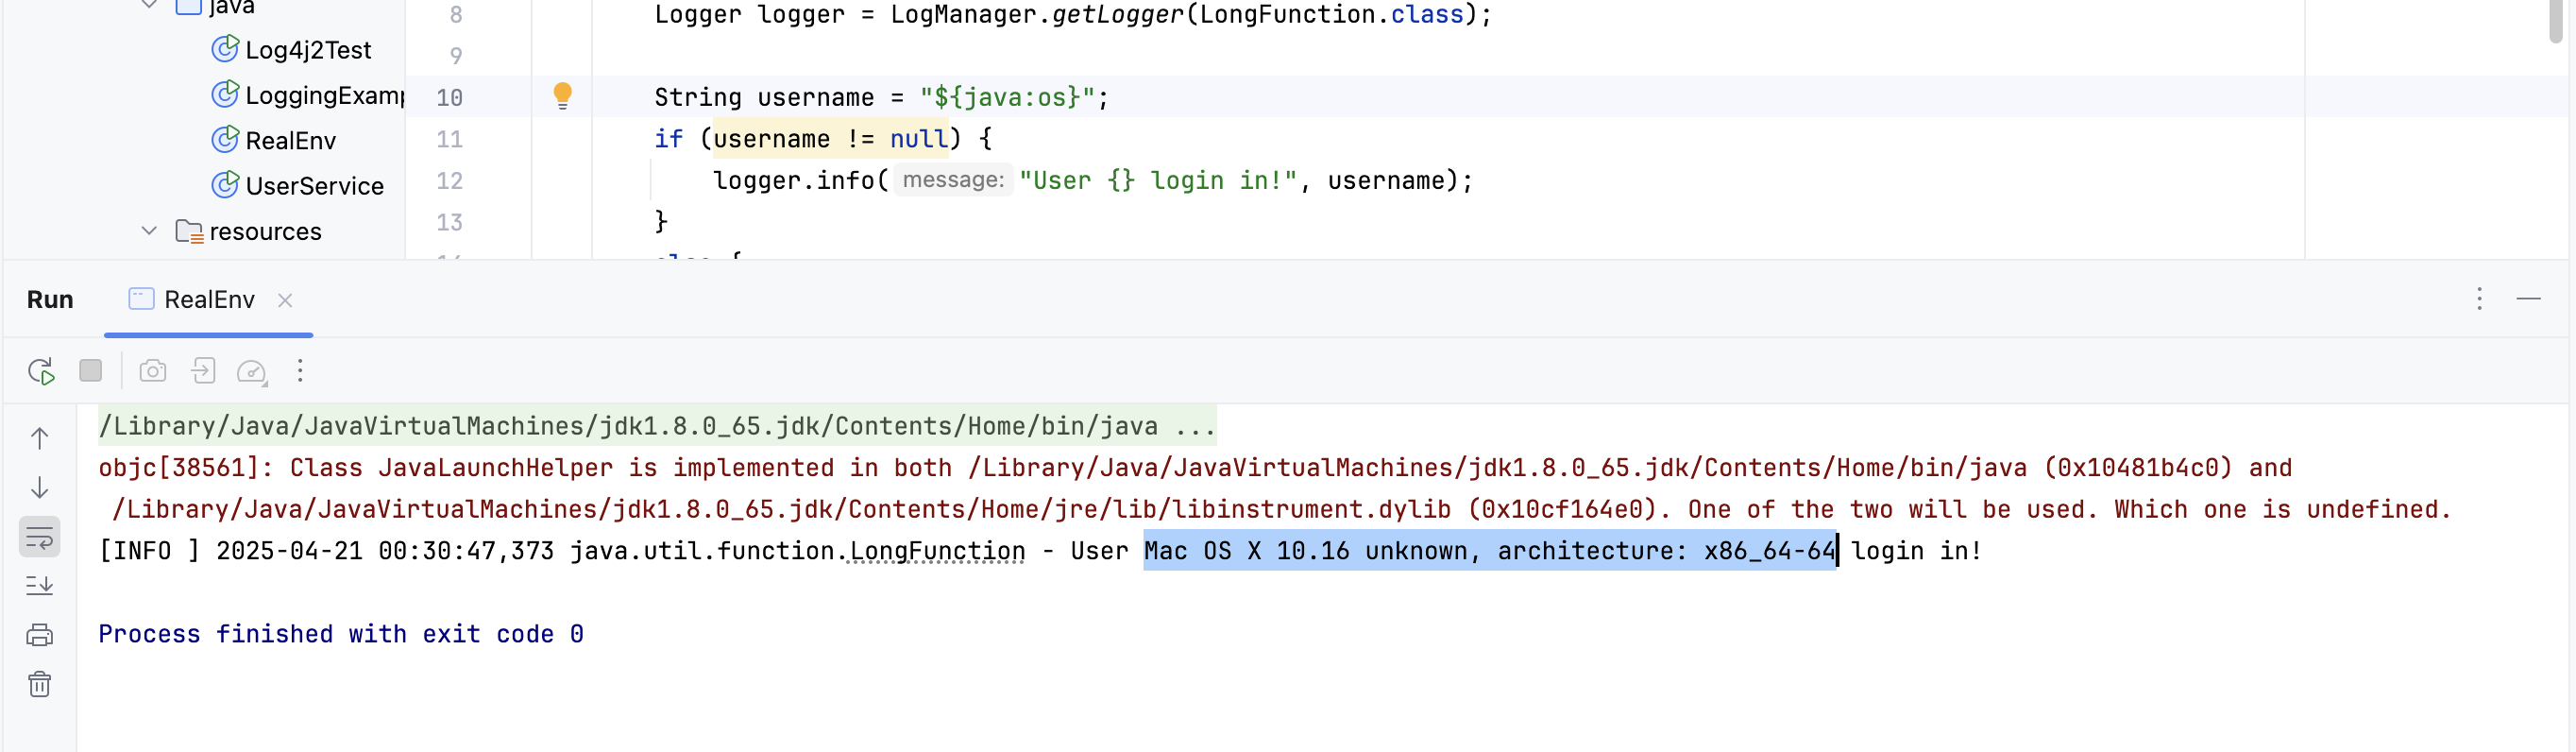 java
Log4j2Test
LoggingExamp
RealEnv
UserService
resources
8 Logger logger = LogManager.getLogger(LongFunction.class);
9
10 String username = "${java:os}";
11 if (username != null) {
12 logger.info( message: "User {} login in!", username);
13 }
Run RealEnv
/Library/Java/JavaVirtualMachines/jdk1.8.0_65.jdk/Contents/Home/bin/java ...
objc[38561]: Class JavaLaunchHelper is implemented in both /Library/Java/JavaVirtualMachines/jdk1.8.0_65.jdk/Contents/Home/bin/java (0x10481b4c0) and
/Library/Java/JavaVirtualMachines/jdk1.8.0_65.jdk/Contents/Home/jre/lib/libinstrument.dylib (0x10cf164e0). One of the two will be used. Which one is undefined.
[INFO ] 2025-04-21 00:30:47,373 java.util.function.LongFunction - User Mac OS X 10.16 unknown, architecture: x86_64-64 login in!
Process finished with exit code 0